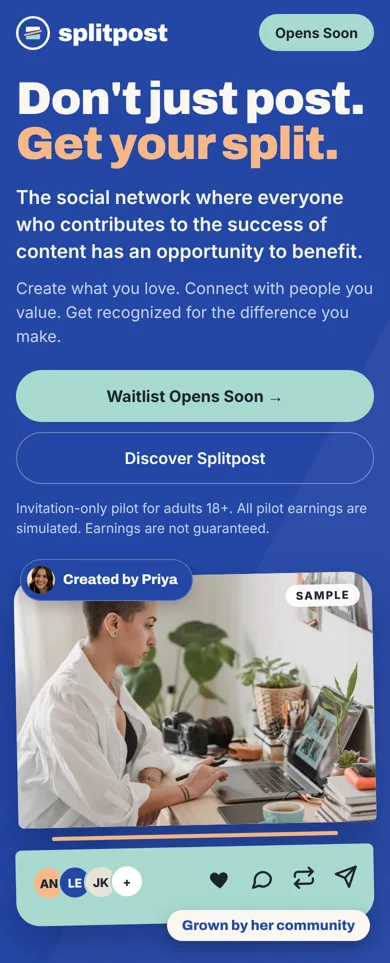 splitpost
Opens Soon
Don't just post.
Get your split.
The social network where everyone
who contributes to the success of
content has an opportunity to benefit.
Create what you love. Connect with people you
value. Get recognized for the difference you
make.
Waitlist Opens Soon →
Discover Splitpost
Invitation-only pilot for adults 18+. All pilot earnings are
simulated. Earnings are not guaranteed.
Created by Priya
SAMPLE
AN LE JK +
Grown by her community